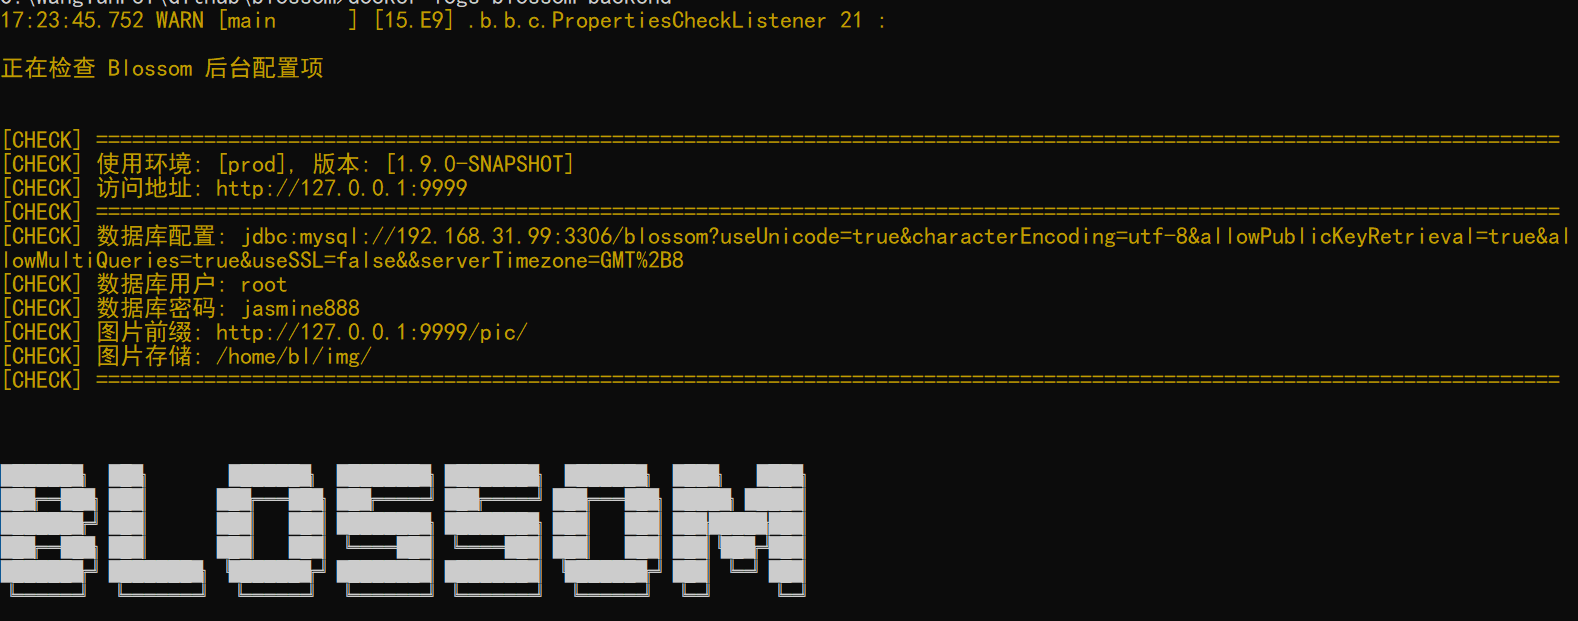 17:23:45.752 WARN [main      ] [15.E9] .b.b.c.PropertiesCheckListener 21 :
正在检查 Blossom 后台配置项
[CHECK] ==========================================================================================================================
[CHECK] 使用环境: [prod], 版本: [1.9.0-SNAPSHOT]
[CHECK] 访问地址: http://127.0.0.1:9999
[CHECK] ==========================================================================================================================
[CHECK] 数据库配置: jdbc:mysql://192.168.31.99:3306/blossom?useUnicode=true&characterEncoding=utf-8&allowPublicKeyRetrieval=true&al
lowMultiQueries=true&useSSL=false&&serverTimezone=GMT%2B8
[CHECK] 数据库用户: root
[CHECK] 数据库密码: jasmine888
[CHECK] 图片前缀: http://127.0.0.1:9999/pic/
[CHECK] 图片存储: /home/bl/img/
[CHECK] ==========================================================================================================================
BLOSSOM